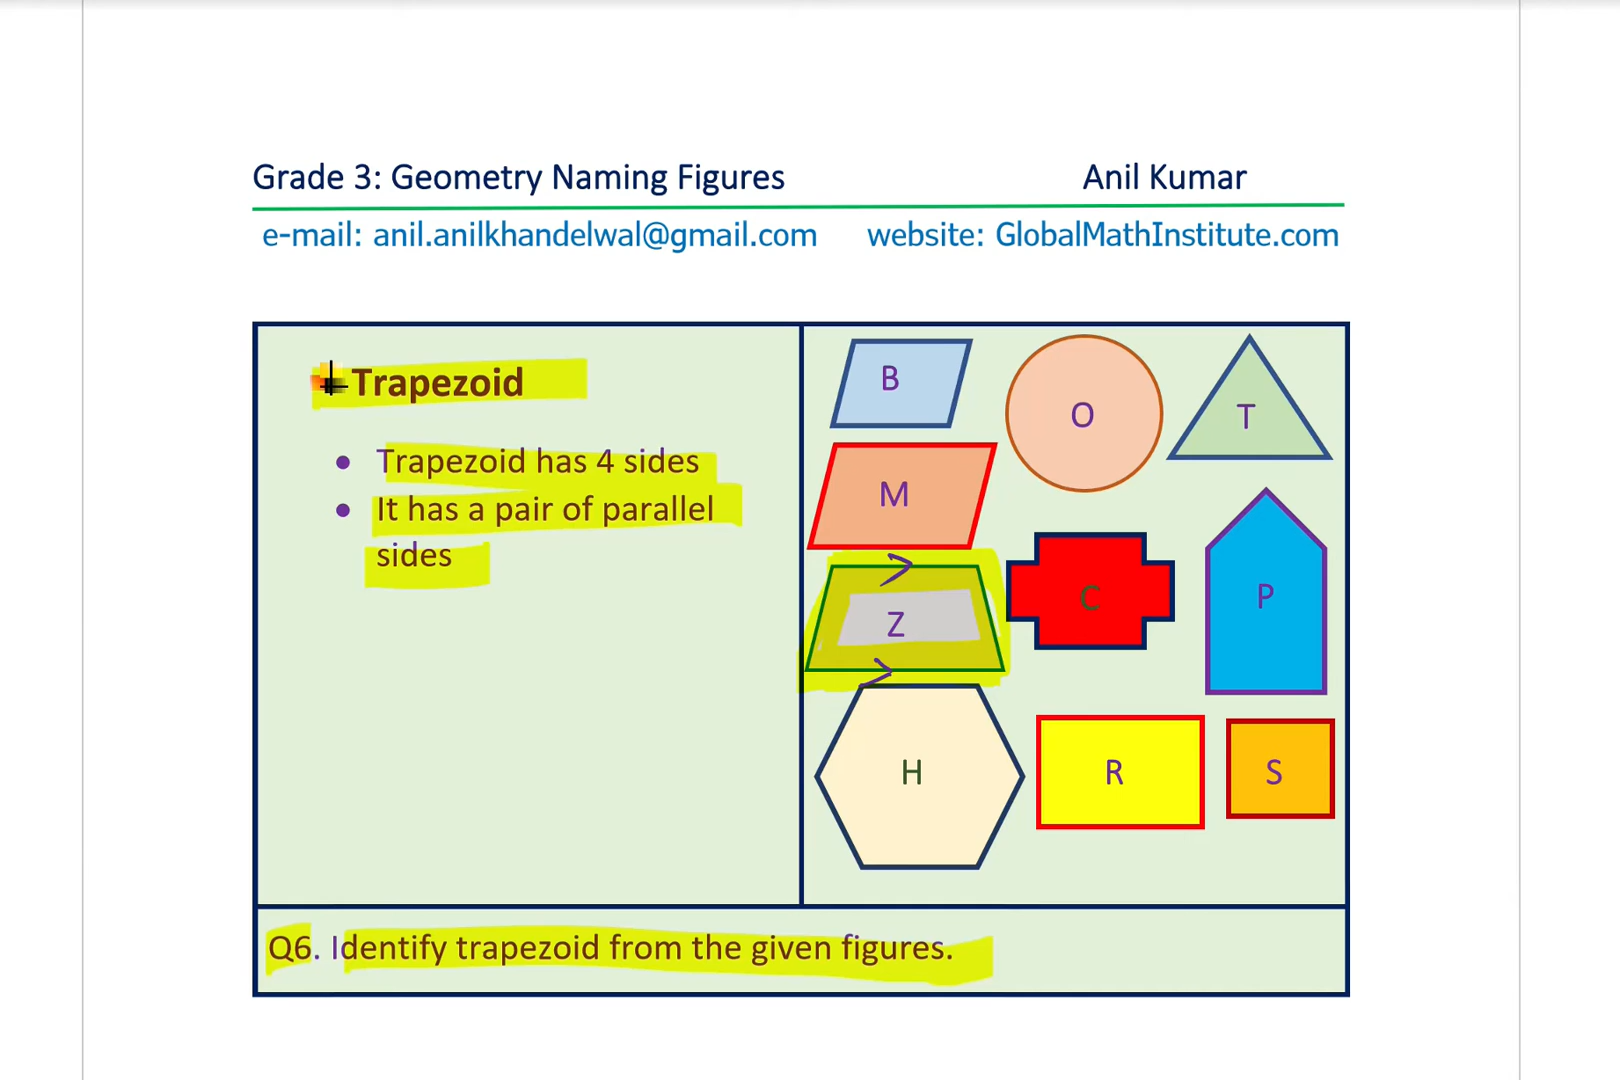 Grade 3: Geometry Naming Figures Anil Kumar
e-mail: anil.anilkhandelwal@gmail.com website: GlobalMathInstitute.com
Trapezoid
• Trapezoid has 4 sides
• It has a pair of parallel
sides
B
O
T
M
Z
C
P
H
R
S
Q6. Identify trapezoid from the given figures.